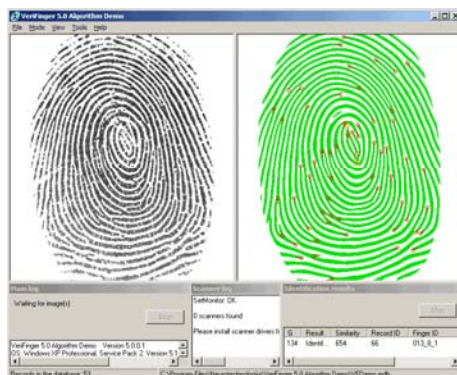 VeriFinger 5.0 Algorithm Demo
File Mode View Tools Help
Main log
Waiting for image(s)
Stop
VeriFinger 5.0 Algorithm Demo Version 5.0.0.1
OS: Windows XP Professional, Service Pack 2. Version 5.1
Scanner log
SetMonitor: OK
0 scanners found
Please install scanner drivers f
Identification results
G Result Similarity Record ID Finger ID
134 Identif... 654 66 013_8_1
Records in the database: 53